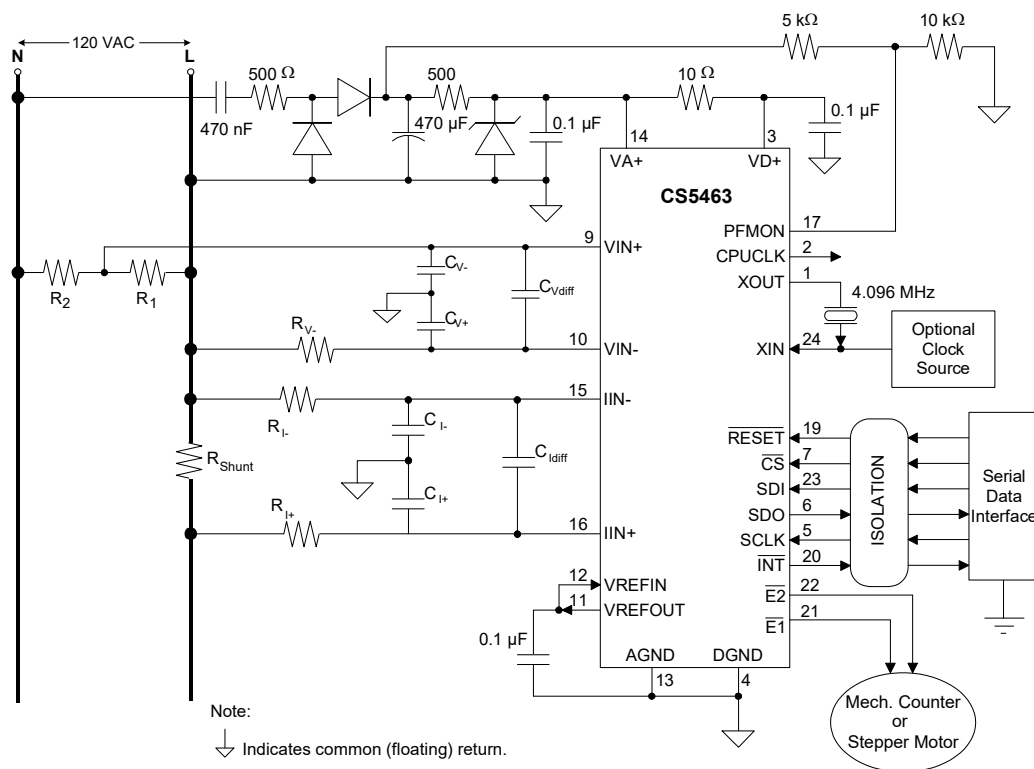 120 VAC
N
L
5 kΩ
10 kΩ
500 Ω
500
10 Ω
470 nF
470 µF
0.1 µF
0.1 µF
14
3
VA+
VD+
CS5463
PFMON
17
CPUCLK
2
XOUT
1
4.096 MHz
XIN
24
Optional
Clock
Source
9
VIN+
R2
R1
CV-
CVdiff
CV+
RV-
10
VIN-
15
IIN-
RI-
CI-
CIdiff
RShunt
CI+
RI+
16
IIN+
RESET
19
CS
7
SDI
23
SDO
6
SCLK
5
INT
20
ISOLATION
Serial
Data
Interface
E2
22
E1
21
12
VREFIN
11
VREFOUT
0.1 µF
AGND
DGND
13
4
Mech. Counter
or
Stepper Motor
Note:
Indicates common (floating) return.